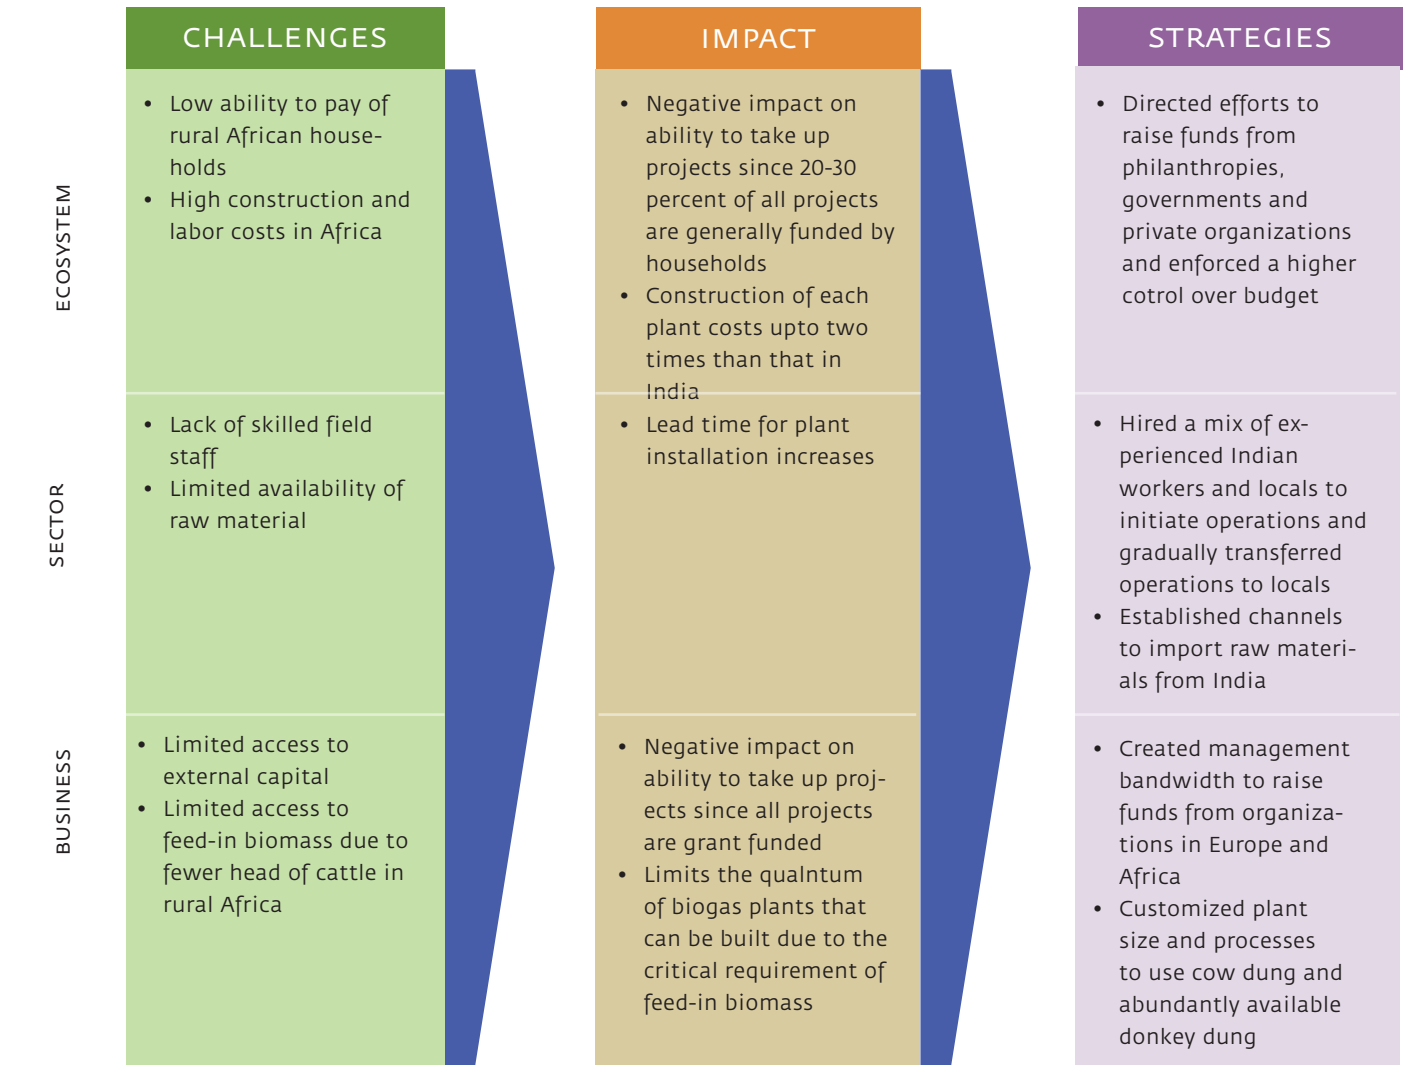 CHALLENGES
IMPACT
STRATEGIES
ECOSYSTEM
• Low ability to pay of
rural African house-
holds
• High construction and
labor costs in Africa
• Negative impact on
ability to take up
projects since 20-30
percent of all projects
are generally funded by
households
• Construction of each
plant costs upto two
times than that in
India
• Directed efforts to
raise funds from
philanthropies,
governments and
private organizations
and enforced a higher
cotrol over budget
SECTOR
• Lack of skilled field
staff
• Limited availability of
raw material
• Lead time for plant
installation increases
• Hired a mix of ex-
perienced Indian
workers and locals to
initiate operations and
gradually transferred
operations to locals
• Established channels
to import raw materi-
als from India
BUSINESS
• Limited access to
external capital
• Limited access to
feed-in biomass due to
fewer head of cattle in
rural Africa
• Negative impact on
ability to take up proj-
ects since all projects
are grant funded
• Limits the qualntum
of biogas plants that
can be built due to the
critical requirement of
feed-in biomass
• Created management
bandwidth to raise
funds from organiza-
tions in Europe and
Africa
• Customized plant
size and processes
to use cow dung and
abundantly available
donkey dung